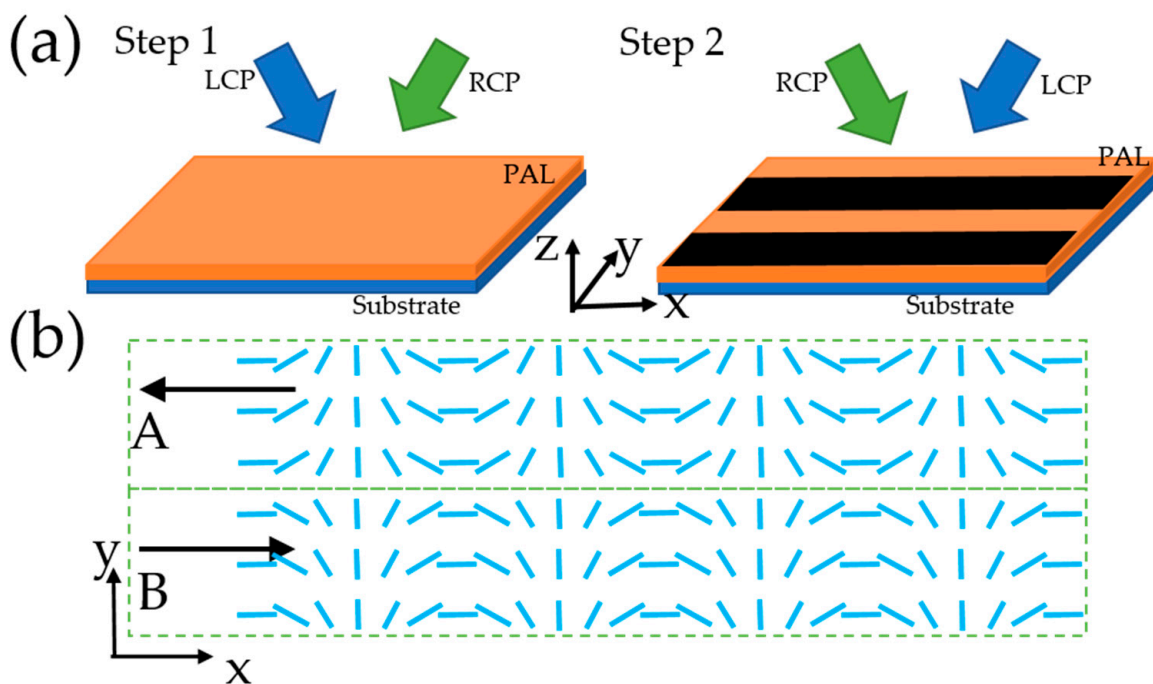 (a)
Step 1
LCP
RCP
PAL
Substrate
Step 2
RCP
LCP
PAL
Substrate
z
y
x
(b)
A
B
y
x